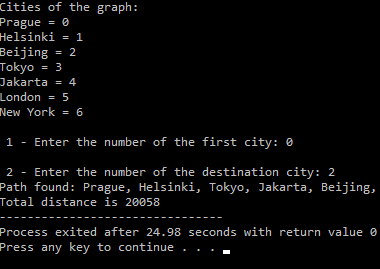 Cities of the graph:
Prague = 0
Helsinki = 1
Beijing = 2
Tokyo = 3
Jakarta = 4
London = 5
New York = 6
1 - Enter the number of the first city: 0
2 - Enter the number of the destination city: 2
Path found: Prague, Helsinki, Tokyo, Jakarta, Beijing,
Total distance is 20058
--------------------------------
Process exited after 24.98 seconds with return value 0
Press any key to continue . . .